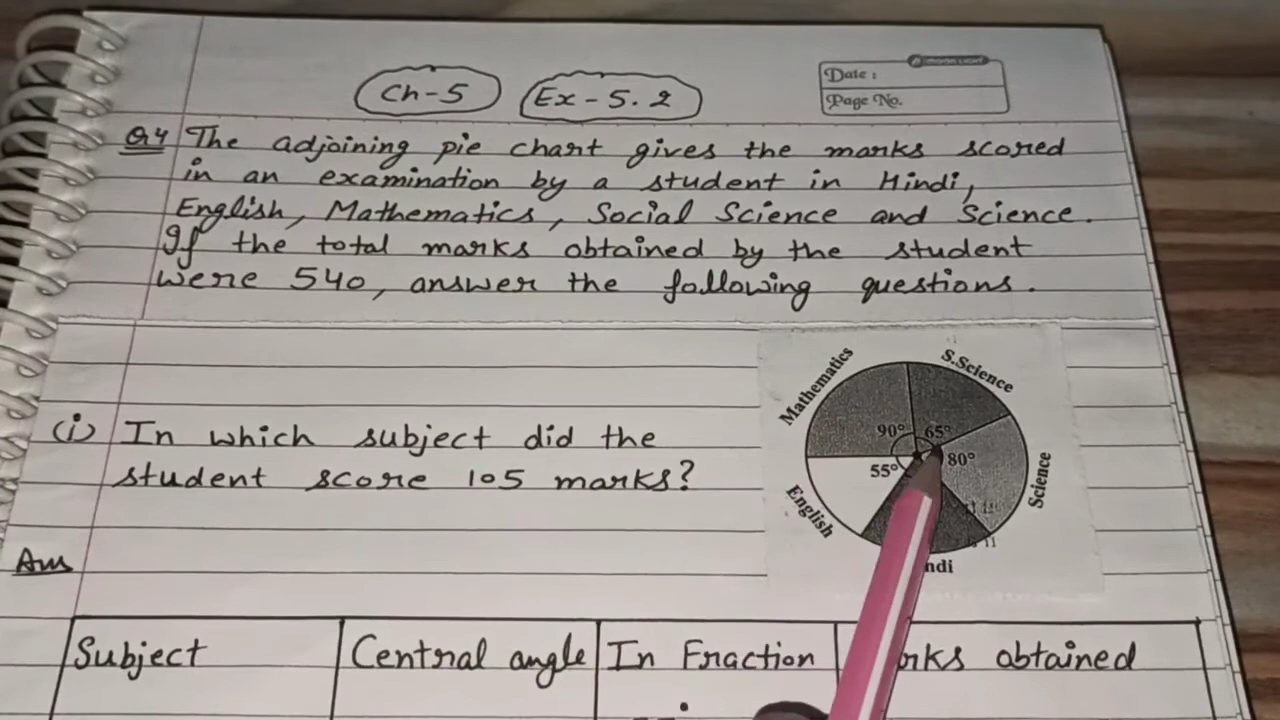 Ch-5
Ex-5.2
Date :
Page No.
Q4 The adjoining pie chart gives the marks scored
in an examination by a student in Hindi,
English, Mathematics, Social Science and Science.
If the total marks obtained by the student
were 540, answer the following questions.
Mathematics
S.Science
90°
65°
80°
55°
Science
English
ndi
(i) In which subject did the
student score 105 marks?
Ans
Subject
Central angle
In Fraction
rks obtained